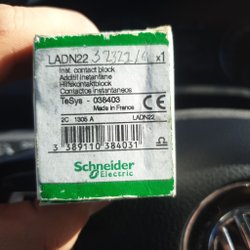 LADN22 x1
Inst. contact block
Additif instantané
Hilfskontaktblock
Contactos instantaneos
TeSys - 038403
Made in France
CE
2C 1305 A LADN22
3 389110 384031
Schneider
Electric